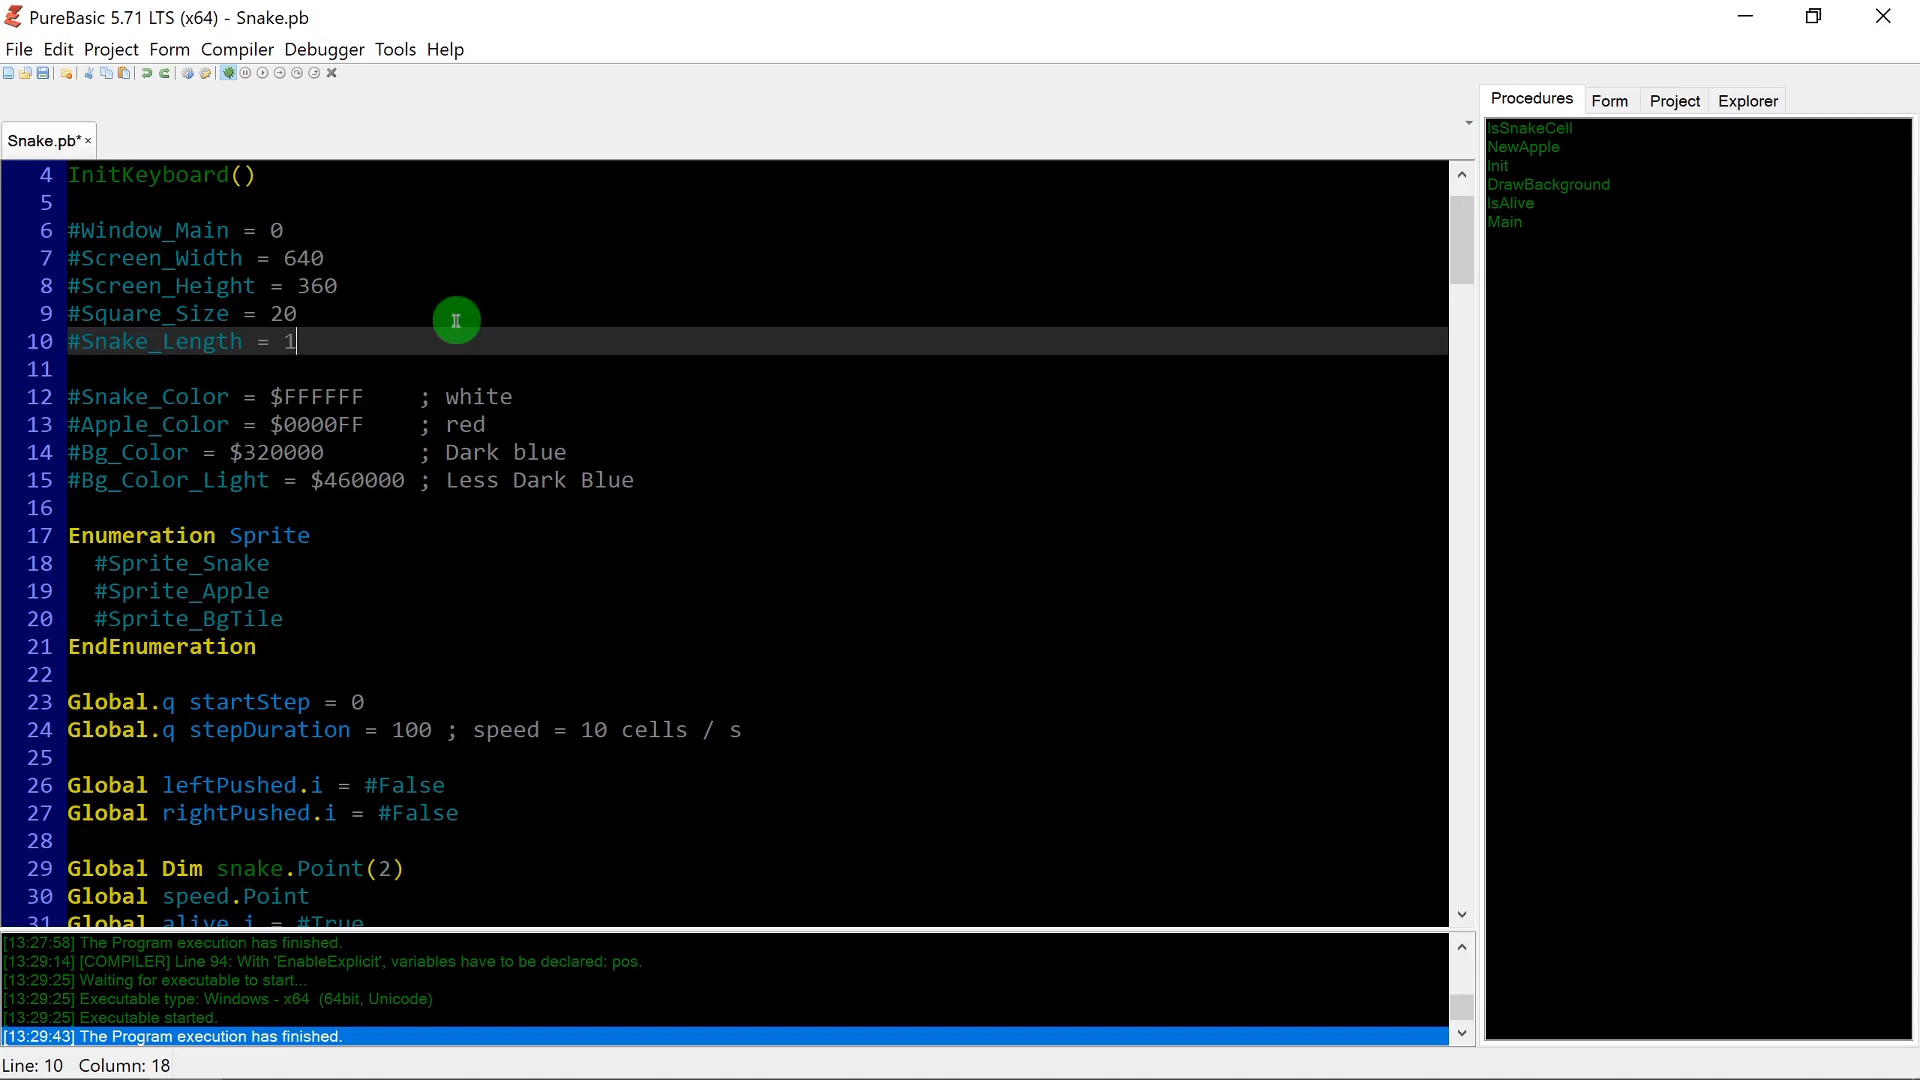 PureBasic 5.71 LTS (x64) - Snake.pb
File Edit Project Form Compiler Debugger Tools Help
Procedures Form Project Explorer
Snake.pb* ×
IsSnakeCell
NewApple
Init
DrawBackground
IsAlive
Main
4 InitKeyboard()
5
6 #Window_Main = 0
7 #Screen_Width = 640
8 #Screen_Height = 360
9 #Square_Size = 20
10 #Snake_Length = 1
11
12 #Snake_Color = $FFFFFF    ; white
13 #Apple_Color = $0000FF    ; red
14 #Bg_Color = $320000       ; Dark blue
15 #Bg_Color_Light = $460000 ; Less Dark Blue
16
17 Enumeration Sprite
18   #Sprite_Snake
19   #Sprite_Apple
20   #Sprite_BgTile
21 EndEnumeration
22
23 Global.q startStep = 0
24 Global.q stepDuration = 100 ; speed = 10 cells / s
25
26 Global leftPushed.i = #False
27 Global rightPushed.i = #False
28
29 Global Dim snake.Point(2)
30 Global speed.Point
31 Global alive.i = #True
[13:27:58] The Program execution has finished.
[13:29:14] [COMPILER] Line 94: With 'EnableExplicit', variables have to be declared: pos.
[13:29:25] Waiting for executable to start...
[13:29:25] Executable type: Windows - x64  (64bit, Unicode)
[13:29:25] Executable started.
[13:29:43] The Program execution has finished.
Line: 10   Column: 18